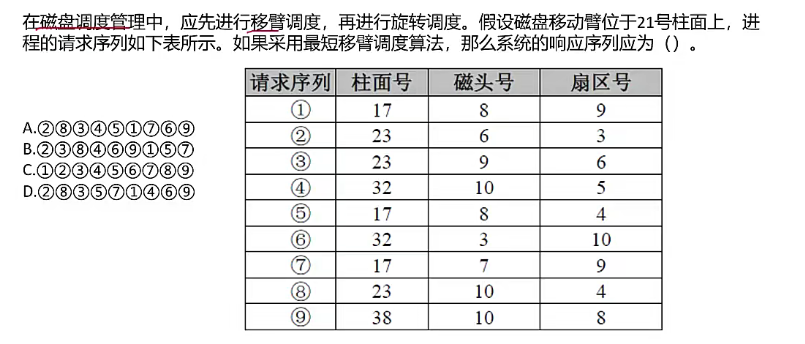 在磁盘调度管理中，应先进行移臂调度，再进行旋转调度。假设磁盘移动臂位于21号柱面上，进
程的请求序列如下表所示。如果采用最短移臂调度算法，那么系统的响应序列应为（）。
A.②⑧③④⑤①⑦⑥⑨
B.②③⑧④⑥⑨①⑤⑦
C.①②③④⑤⑥⑦⑧⑨
D.②⑧③⑤⑦①④⑥⑨
请求序列 柱面号 磁头号 扇区号
① 17 8 9
② 23 6 3
③ 23 9 6
④ 32 10 5
⑤ 17 8 4
⑥ 32 3 10
⑦ 17 7 9
⑧ 23 10 4
⑨ 38 10 8